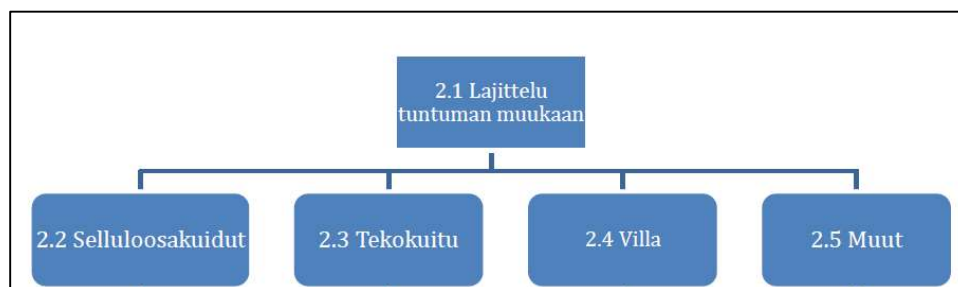 2.1 Lajittelu
tuntuman muukaan
2.2 Selluloosakuidut
2.3 Tekokuitu
2.4 Villa
2.5 Muut